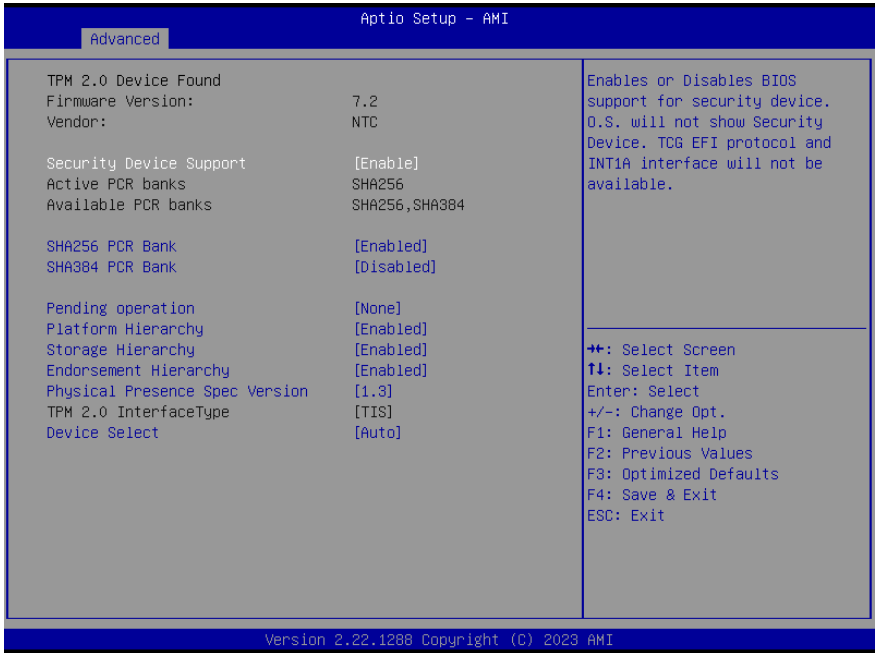 Aptio Setup – AMI
Advanced
TPM 2.0 Device Found
Firmware Version: 7.2
Vendor: NTC
Security Device Support [Enable]
Active PCR banks SHA256
Available PCR banks SHA256,SHA384
SHA256 PCR Bank [Enabled]
SHA384 PCR Bank [Disabled]
Pending operation [None]
Platform Hierarchy [Enabled]
Storage Hierarchy [Enabled]
Endorsement Hierarchy [Enabled]
Physical Presence Spec Version [1.3]
TPM 2.0 InterfaceType [TIS]
Device Select [Auto]
Enables or Disables BIOS
support for security device.
O.S. will not show Security
Device. TCG EFI protocol and
INT1A interface will not be
available.
→←: Select Screen
↑↓: Select Item
Enter: Select
+/-: Change Opt.
F1: General Help
F2: Previous Values
F3: Optimized Defaults
F4: Save & Exit
ESC: Exit
Version 2.22.1288 Copyright (C) 2023 AMI